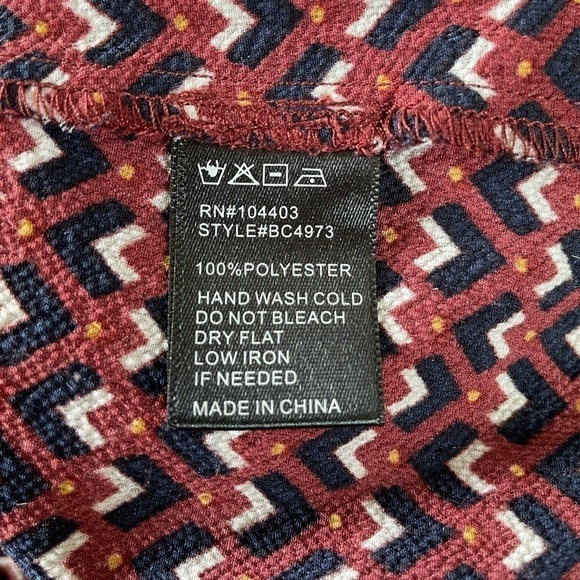 RN#104403
STYLE#BC4973
100%POLYESTER
HAND WASH COLD
DO NOT BLEACH
DRY FLAT
LOW IRON
IF NEEDED
MADE IN CHINA